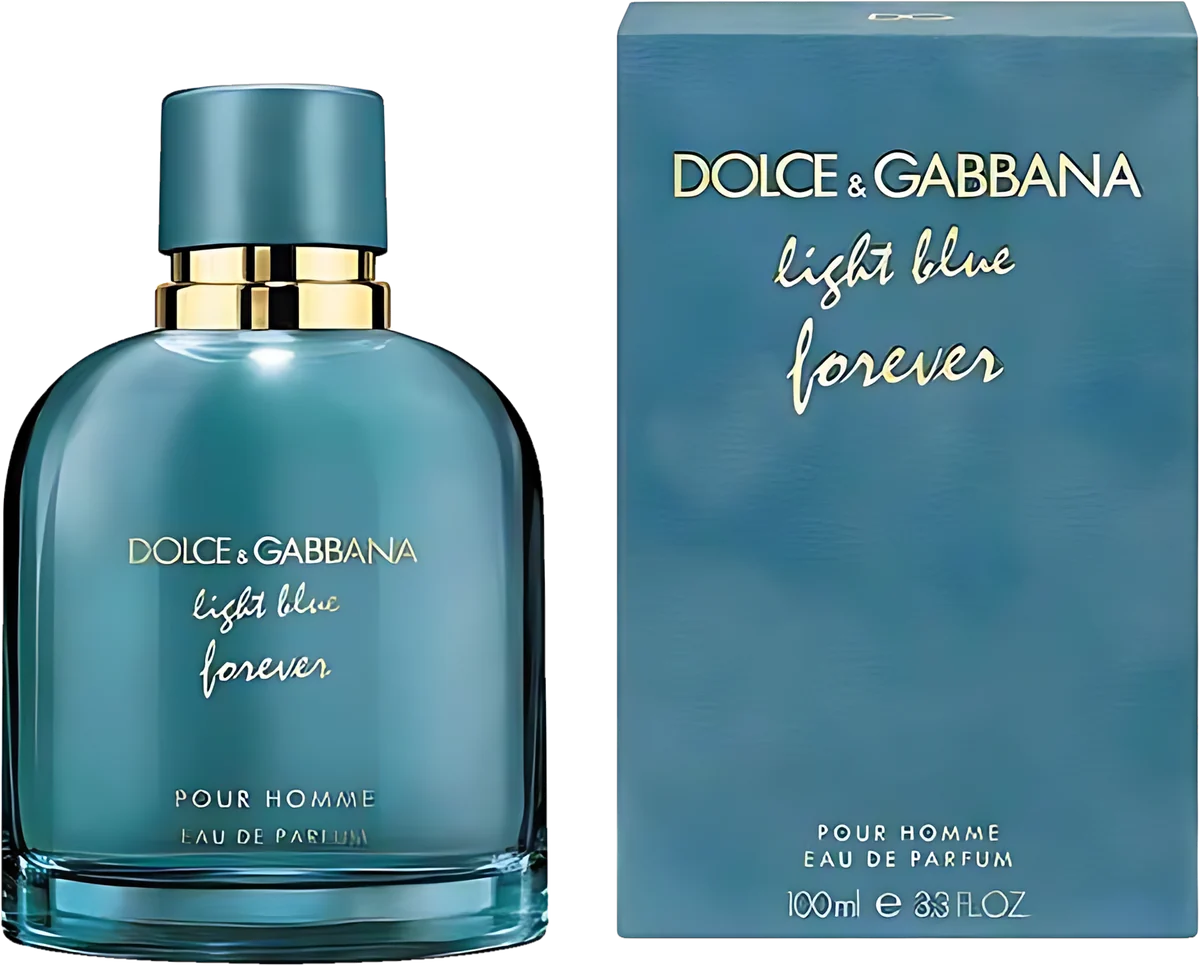 DOLCE & GABBANA
light blue
forever
POUR HOMME
EAU DE PARFUM
DG
DOLCE & GABBANA
light blue
forever
POUR HOMME
EAU DE PARFUM
100ml e 3.3 FL.OZ